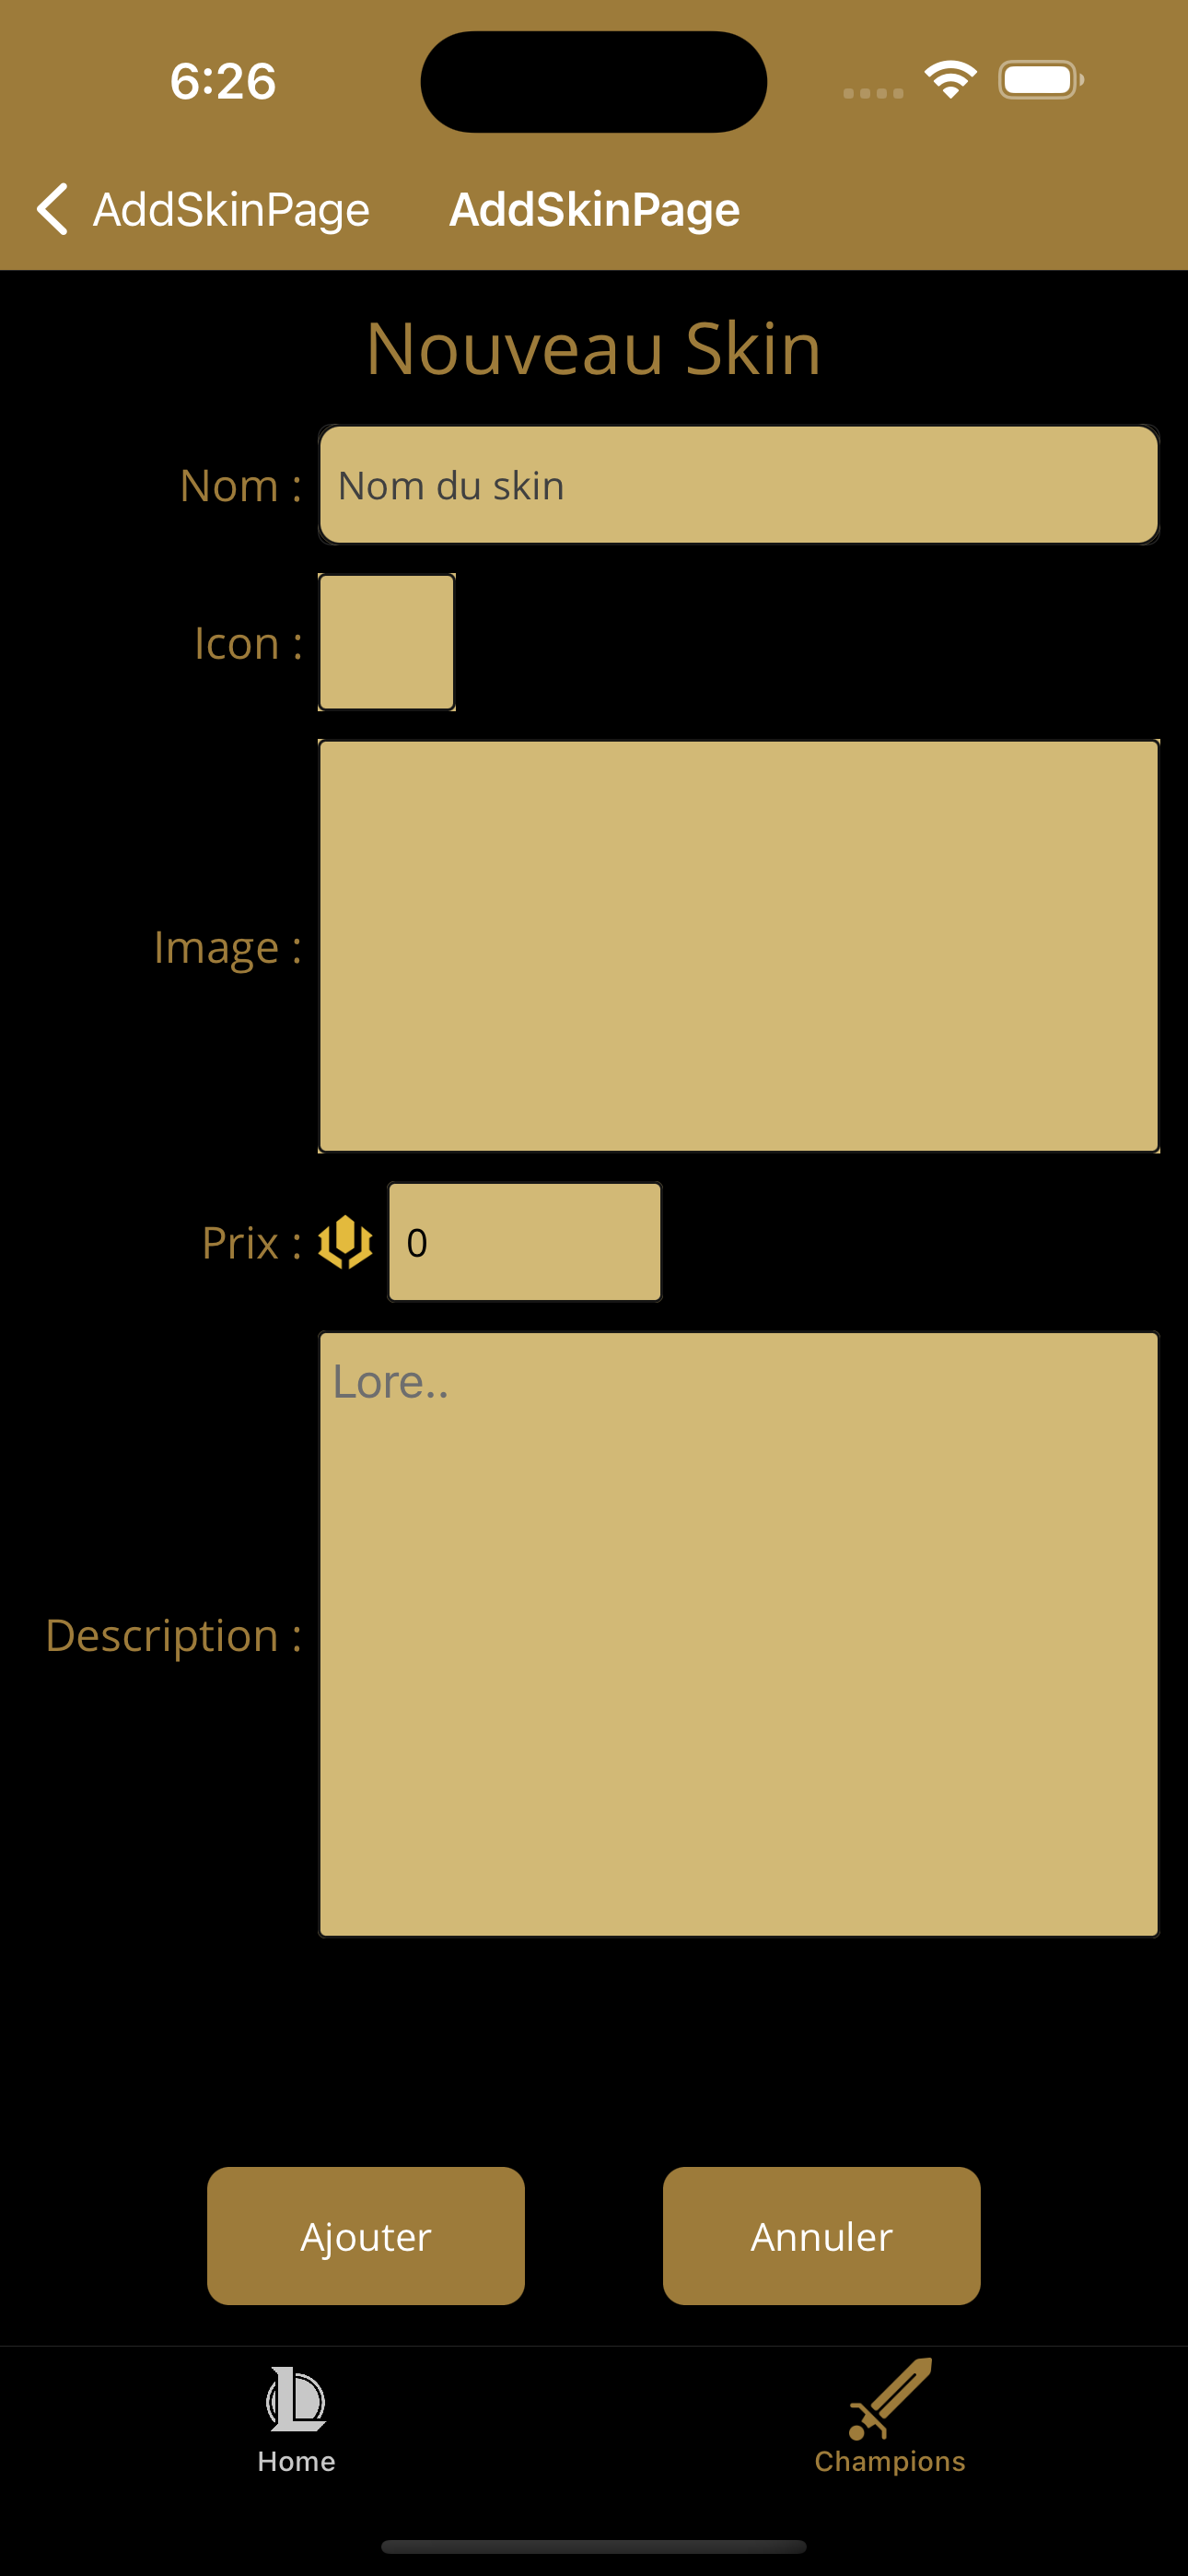 6:26
AddSkinPage AddSkinPage
Nouveau Skin
Nom : Nom du skin
Icon :
Image :
Prix : 0
Lore..
Description :
Ajouter Annuler
Home Champions